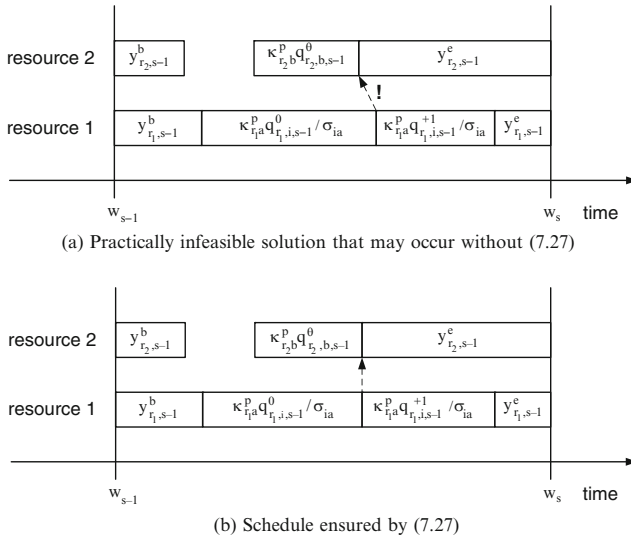 resource 2 y^b_{r_2,s-1} κ^p_{r_2b}q^θ_{r_2,b,s-1} y^e_{r_2,s-1}
!
resource 1 y^b_{r_1,s-1} κ^p_{r_1a}q^0_{r_1,i,s-1}/σ_{ia} κ^p_{r_1a}q^{+1}_{r_1,i,s-1}/σ_{ia} y^e_{r_1,s-1}
w_{s-1} w_s time
(a) Practically infeasible solution that may occur without (7.27)
resource 2 y^b_{r_2,s-1} κ^p_{r_2b}q^θ_{r_2,b,s-1} y^e_{r_2,s-1}
resource 1 y^b_{r_1,s-1} κ^p_{r_1a}q^0_{r_1,i,s-1}/σ_{ia} κ^p_{r_1a}q^{+1}_{r_1,i,s-1}/σ_{ia} y^e_{r_1,s-1}
w_{s-1} w_s time
(b) Schedule ensured by (7.27)